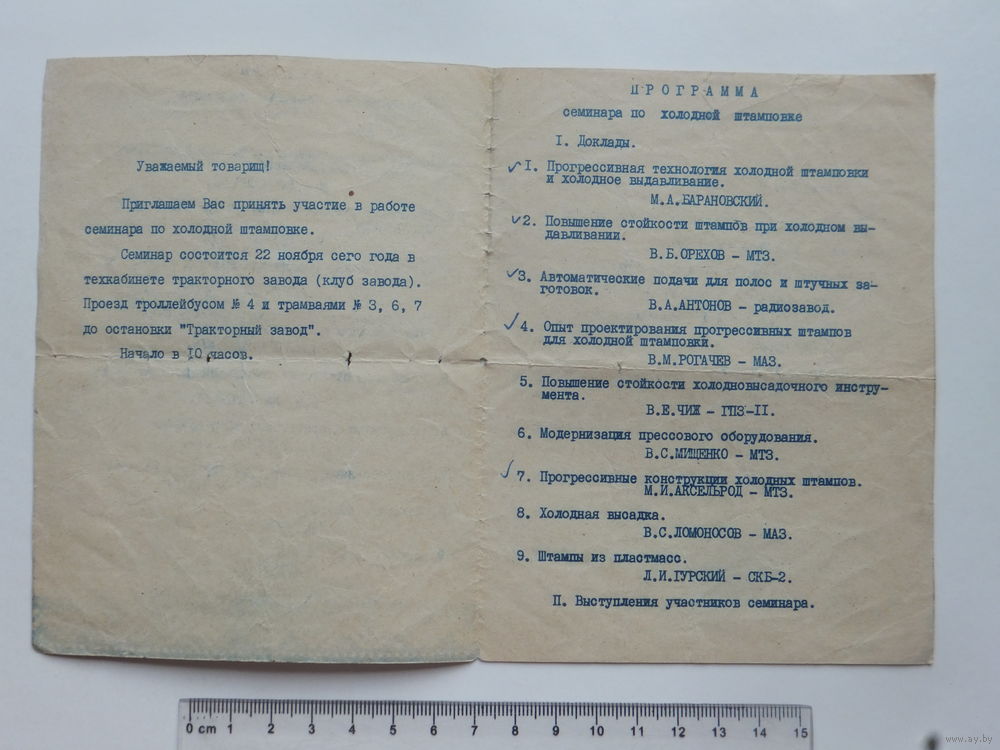 Уважаемый товарищ!
Приглашаем Вас принять участие в работе
семинара по холодной штамповке.
Семинар состоится 22 ноября сего года в
техкабинете тракторного завода (клуб завода).
Проезд троллейбусом № 4 и трамваями № 3, 6, 7
до остановки "Тракторный завод".
Начало в I0 часов.
ПРОГРАММА
семинара по холодной штамповке
I. Доклады.
I. Прогрессивная технология холодной штамповки
и холодное выдавливание.
М.А.БАРАНОВСКИЙ.
2. Повышение стойкости штампов при холодном вы-
давливании.
В.Б.ОРЕХОВ - МТЗ.
3. Автоматические подачи для полос и штучных за-
готовок.
В.А.АНТОНОВ - радиозавод.
4. Опыт проектирования прогрессивных штампов
для холодной штамповки.
В.М.РОГАЧЕВ - МАЗ.
5. Повышение стойкости холодновысадочного инстру-
мента.
В.Е.ЧИЖ - ГПЗ-II.
6. Модернизация прессового оборудования.
В.С.МИЩЕНКО - МТЗ.
7. Прогрессивные конструкции холодных штампов.
М.И.АКСЕЛЬРОД - МТЗ.
8. Холодная высадка.
В.С.ЛОМОНОСОВ - МАЗ.
9. Штампы из пластмасс.
Л.И.ГУРСКИЙ - СКБ-2.
П. Выступления участников семинара.
0 cm 1 2 3 4 5 6 7 8 9 10 11 12 13 14 15
www.ay.by